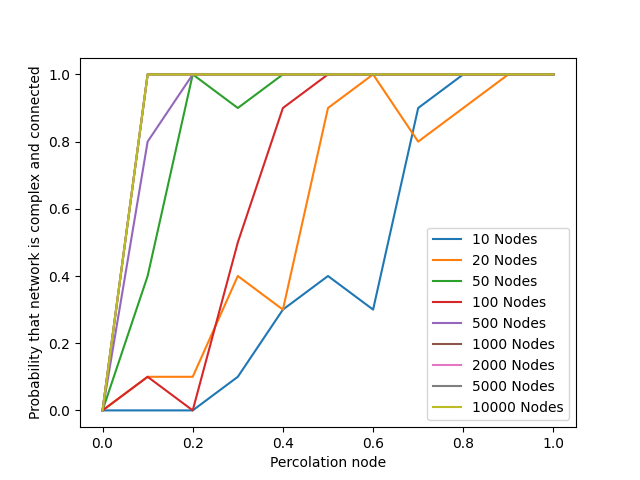 Probability that network is complex and connected
1.0
0.8
0.6
0.4
0.2
0.0
0.0 0.2 0.4 0.6 0.8 1.0
Percolation node
10 Nodes
20 Nodes
50 Nodes
100 Nodes
500 Nodes
1000 Nodes
2000 Nodes
5000 Nodes
10000 Nodes